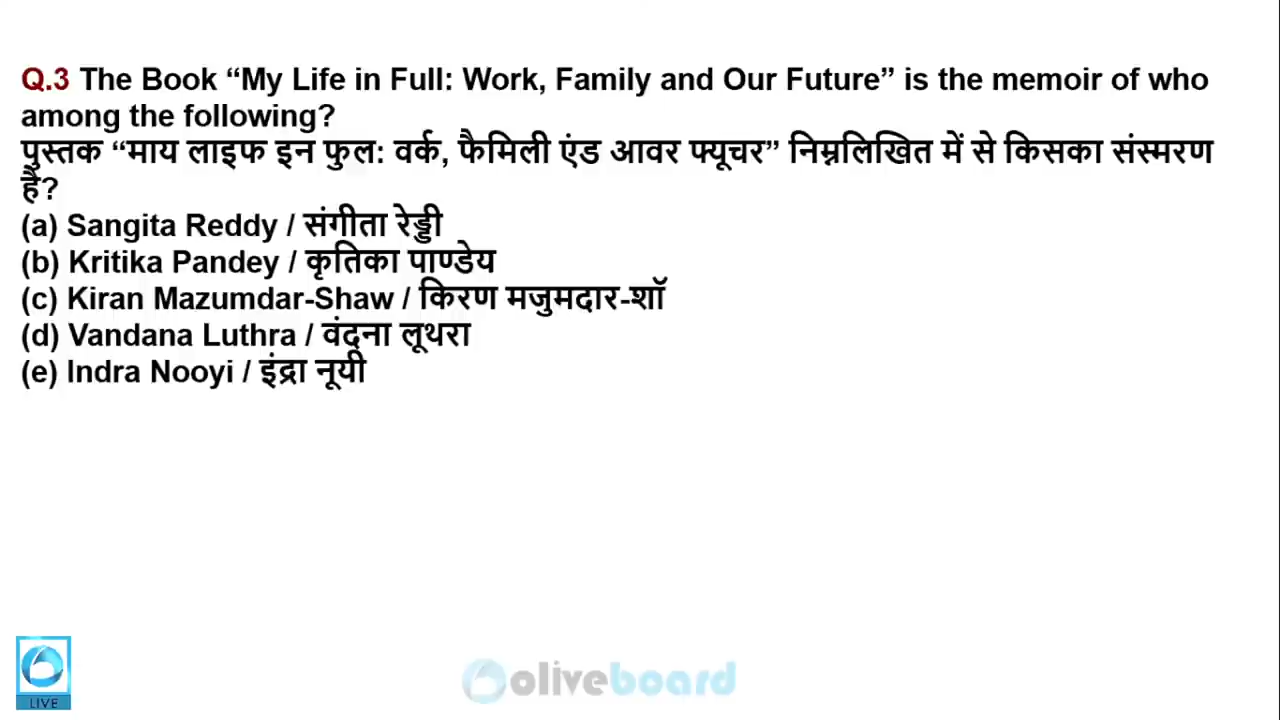 Q.3 The Book “My Life in Full: Work, Family and Our Future” is the memoir of who
among the following?
पुस्तक “माय लाइफ इन फुल: वर्क, फैमिली एंड आवर फ्यूचर” निम्नलिखित में से किसका संस्मरण
है?
(a) Sangita Reddy / संगीता रेड्डी
(b) Kritika Pandey / कृतिका पाण्डेय
(c) Kiran Mazumdar-Shaw / किरण मजुमदार-शॉ
(d) Vandana Luthra / वंदना लूथरा
(e) Indra Nooyi / इंद्रा नूयी
LIVE
oliveboard